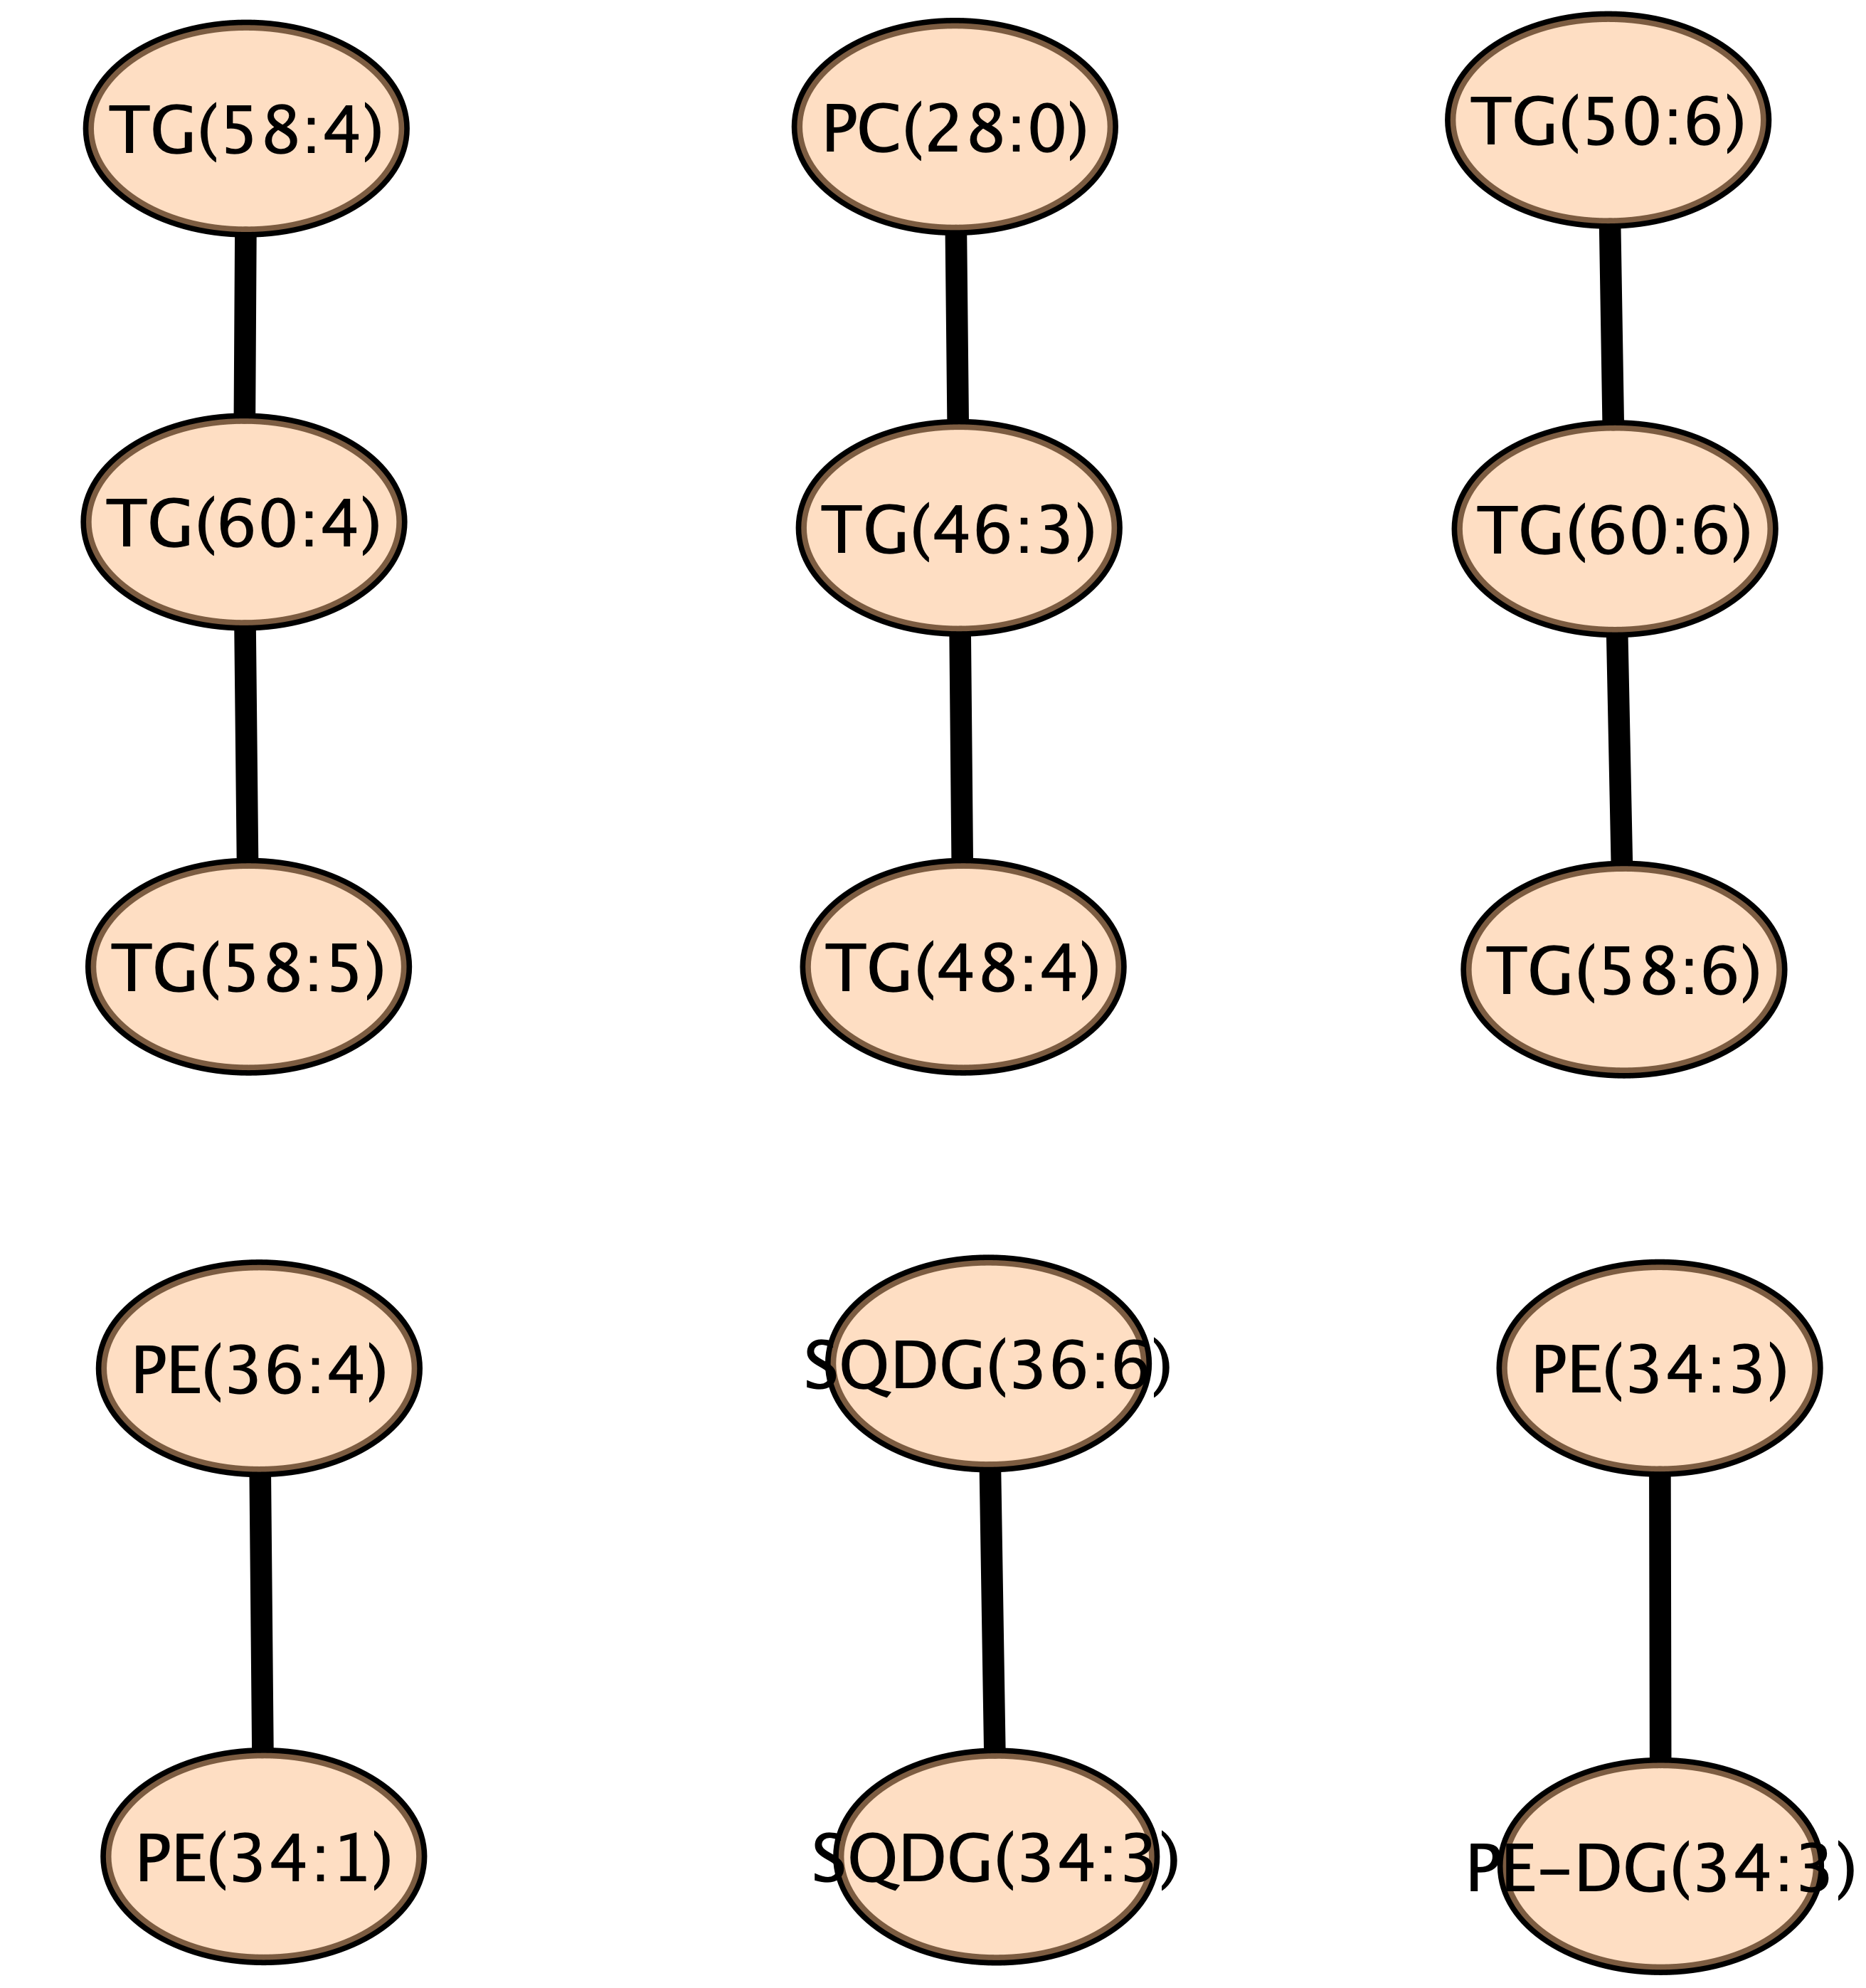 TG(58:4)
PC(28:0)
TG(50:6)
TG(60:4)
TG(46:3)
TG(60:6)
TG(58:5)
TG(48:4)
TG(58:6)
PE(36:4)
SQDG(36:6)
PE(34:3)
PE(34:1)
SQDG(34:3)
PE–DG(34:3)